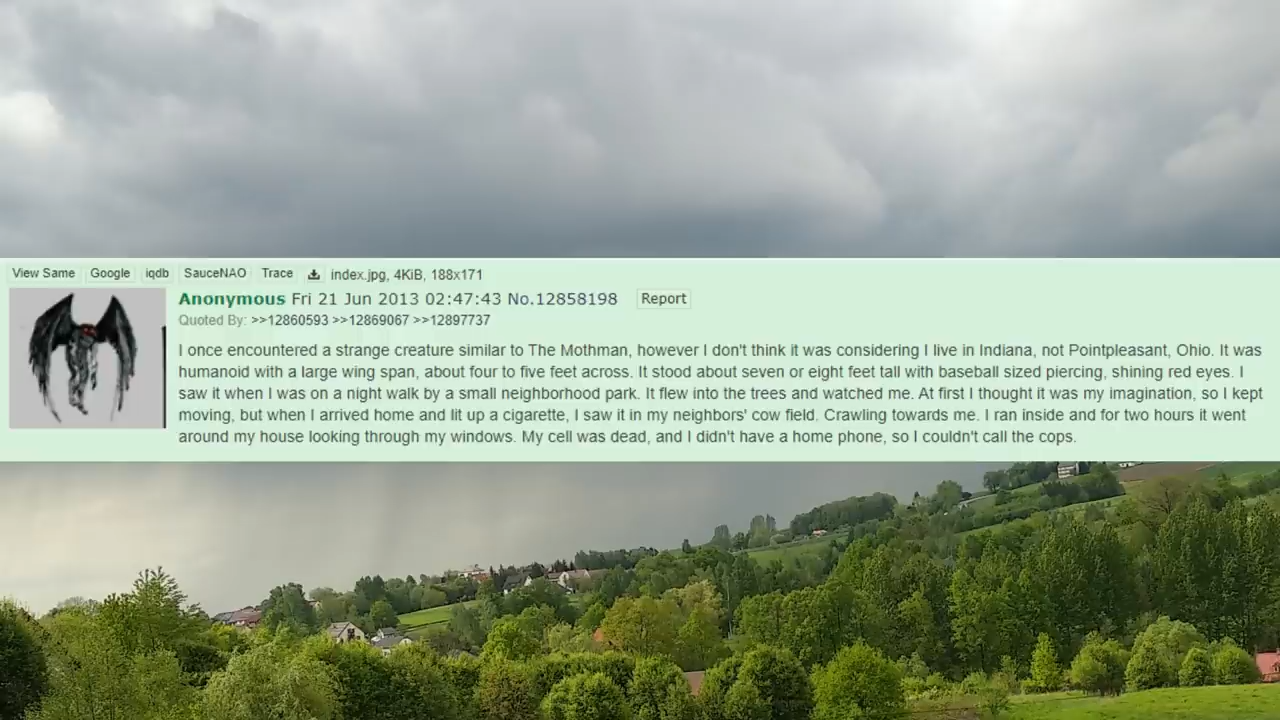 View Same Google iqdb SauceNAO Trace index.jpg, 4KiB, 188x171
Anonymous Fri 21 Jun 2013 02:47:43 No.12858198 Report
Quoted By: >>12860593 >>12869067 >>12897737
I once encountered a strange creature similar to The Mothman, however I don't think it was considering I live in Indiana, not Pointpleasant, Ohio. It was
humanoid with a large wing span, about four to five feet across. It stood about seven or eight feet tall with baseball sized piercing, shining red eyes. I
saw it when I was on a night walk by a small neighborhood park. It flew into the trees and watched me. At first I thought it was my imagination, so I kept
moving, but when I arrived home and lit up a cigarette, I saw it in my neighbors' cow field. Crawling towards me. I ran inside and for two hours it went
around my house looking through my windows. My cell was dead, and I didn't have a home phone, so I couldn't call the cops.